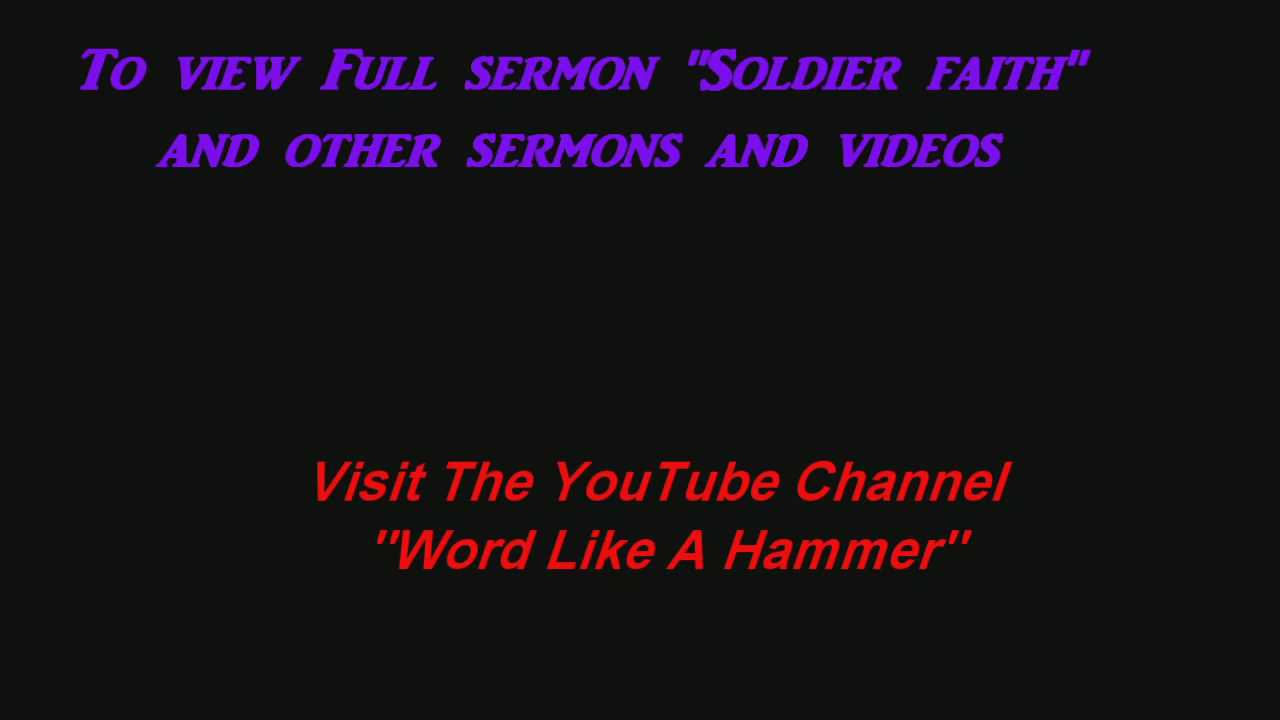 To view Full sermon "Soldier faith"
and other sermons and videos
Visit The YouTube Channel
"Word Like A Hammer"